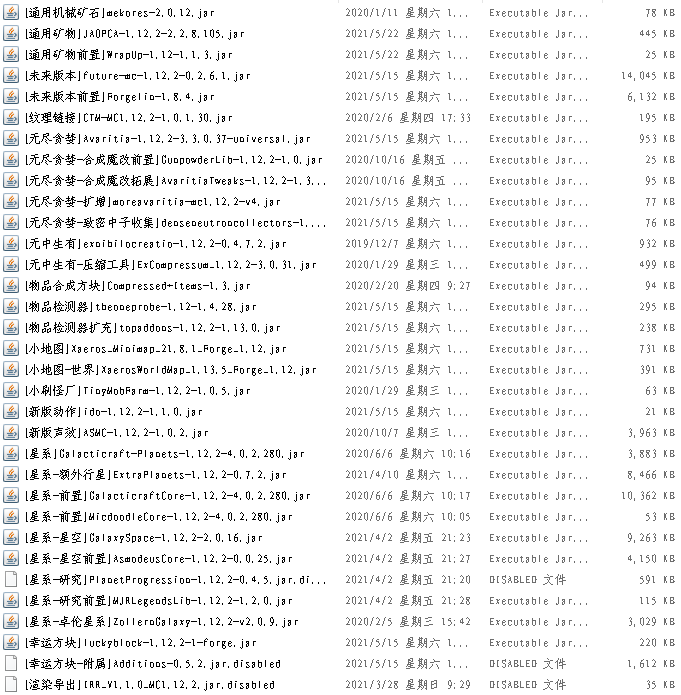 [通用机械矿石]mekores-2.0.12.jar 2020/1/11 星期六 1... Executable Jar... 78 KB
[通用矿物]JAOPCA-1.12.2-2.2.8.105.jar 2021/5/22 星期六 1... Executable Jar... 445 KB
[通用矿物前置]WrapUp-1.12-1.1.3.jar 2021/5/22 星期六 1... Executable Jar... 25 KB
[未来版本]future-mc-1.12.2-0.2.6.1.jar 2021/5/15 星期六 1... Executable Jar... 14,045 KB
[未来版本前置]Forgelin-1.8.4.jar 2021/5/15 星期六 1... Executable Jar... 6,132 KB
[纹理链接]CTM-MC1.12.2-1.0.1.30.jar 2020/2/6 星期四 17:33 Executable Jar... 195 KB
[无尽贪婪]Avaritia-1.12.2-3.3.0.37-universal.jar 2021/5/15 星期六 1... Executable Jar... 953 KB
[无尽贪婪-合成魔改前置]GunpowderLib-1.12.2-1.0.jar 2020/10/16 星期五 ... Executable Jar... 25 KB
[无尽贪婪-合成魔改拓展]AvaritiaTweaks-1.12.2-1.3... 2020/10/16 星期五 ... Executable Jar... 95 KB
[无尽贪婪-扩增]moreavaritia-mc1.12.2-v4.jar 2021/5/15 星期六 1... Executable Jar... 77 KB
[无尽贪婪-致密中子收集]denseneutroncollectors-1.... 2021/5/15 星期六 1... Executable Jar... 76 KB
[无中生有]exnihilocreatio-1.12.2-0.4.7.2.jar 2019/12/7 星期六 1... Executable Jar... 932 KB
[无中生有-压缩工具]ExCompressum_1.12.2-3.0.31.jar 2020/1/29 星期三 1... Executable Jar... 499 KB
[物品合成方块]Compressed-Items-1.3.jar 2020/2/20 星期四 9:27 Executable Jar... 94 KB
[物品检测器]theoneprobe-1.12-1.4.28.jar 2021/5/15 星期六 1... Executable Jar... 295 KB
[物品检测器扩充]topaddons-1.12.2-1.13.0.jar 2021/5/15 星期六 1... Executable Jar... 238 KB
[小地图]Xaeros_Minimap_21.8.1_Forge_1.12.jar 2021/5/15 星期六 1... Executable Jar... 731 KB
[小地图-世界]XaerosWorldMap_1.13.5_Forge_1.12.jar 2021/5/15 星期六 1... Executable Jar... 391 KB
[小刷怪厂]TinyMobFarm-1.12.2-1.0.5.jar 2020/1/29 星期三 1... Executable Jar... 63 KB
[新版动作]ido-1.12.2-1.1.0.jar 2021/5/15 星期六 1... Executable Jar... 21 KB
[新版声效]ASMC-1.12.2-1.0.2.jar 2020/10/7 星期三 1... Executable Jar... 3,963 KB
[星系]Galacticraft-Planets-1.12.2-4.0.2.280.jar 2020/6/6 星期六 10:16 Executable Jar... 3,883 KB
[星系-额外行星]ExtraPlanets-1.12.2-0.7.2.jar 2021/4/10 星期六 1... Executable Jar... 8,466 KB
[星系-前置]GalacticraftCore-1.12.2-4.0.2.280.jar 2020/6/6 星期六 10:17 Executable Jar... 10,362 KB
[星系-前置]MicdoodleCore-1.12.2-4.0.2.280.jar 2020/6/6 星期六 10:05 Executable Jar... 53 KB
[星系-星空]GalaxySpace-1.12.2-2.0.16.jar 2021/4/2 星期五 21:23 Executable Jar... 9,263 KB
[星系-星空前置]AsmodeusCore-1.12.2-0.0.25.jar 2021/4/2 星期五 21:27 Executable Jar... 4,150 KB
[星系-研究]PlanetProgression-1.12.2-0.4.5.jar.di... 2021/4/2 星期五 21:20 DISABLED 文件 591 KB
[星系-研究前置]MJRLegendsLib-1.12.2-1.2.0.jar 2021/4/2 星期五 21:28 Executable Jar... 115 KB
[星系-卓伦星系]ZollernGalaxy-1.12.2-v2.0.9.jar 2020/2/5 星期三 15:42 Executable Jar... 3,029 KB
[幸运方块]luckyblock-1.12.2-1-forge.jar 2021/5/15 星期六 1... Executable Jar... 220 KB
[幸运方块-附属]Additions-0.5.2.jar.disabled 2021/5/15 星期六 1... DISABLED 文件 1,612 KB
[渲染导出]IRR_V1.1.0_MC1.12.2.jar.disabled 2021/3/28 星期日 9:29 DISABLED 文件 35 KB